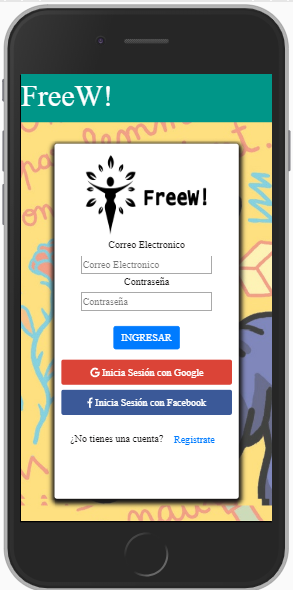 FreeW!
FreeW!
Correo Electronico
Correo Electronico
Contraseña
Contraseña
INGRESAR
G Inicia Sesión con Google
f Inicia Sesión con Facebook
¿No tienes una cuenta? Registrate